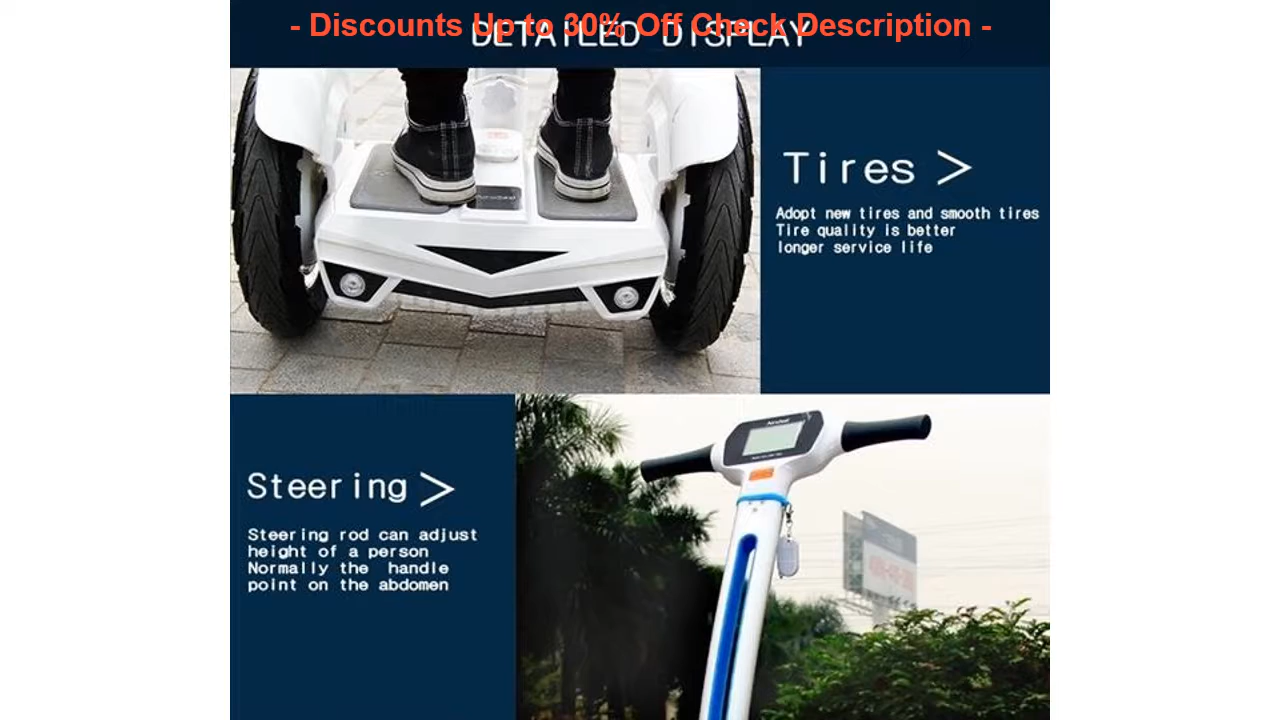 - Discounts Up to 30% Off Check Description -
DETAILED DISPLAY
Tires >
Adopt new tires and smooth tires
Tire quality is better
longer service life
Steering >
Steering rod can adjust
height of a person
Normally the handle
point on the abdomen